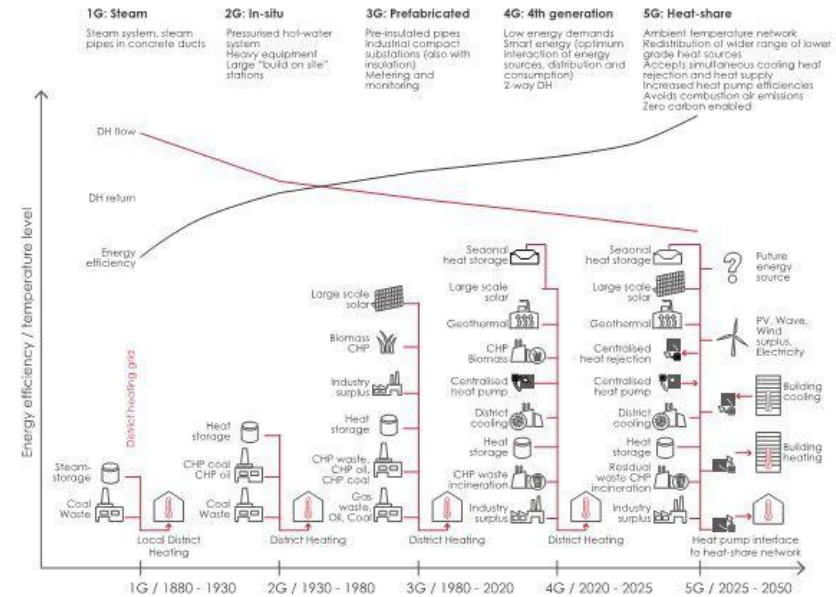 1G: Steam
Steam system, steam
pipes in concrete ducts
2G: In-situ
Pressurised hot-water
system
Heavy equipment
Large "build on site"
stations
3G: Prefabricated
Pre-insulated pipes
Industrial compact
substations (also with
insulation)
Metering and
monitoring
4G: 4th generation
Low energy demands
Smart energy (optimum
interaction of energy
sources, distribution and
consumption)
2-way DH
5G: Heat-share
Ambient temperature network
Redistribution of wider range of lower
grade heat sources
Accepts simultaneous cooling heat
rejection and heat supply
Increased heat pump efficiencies
Avoids combustion air emissions
Zero carbon enabled
Energy efficiency / temperature level
DH flow
DH return
Energy
efficiency
District heating grid
Steam-
storage
Coal
Waste
Local District
Heating
Heat
storage
CHP coal
CHP oil
Coal
Waste
District Heating
Large scale
solar
Biomass
CHP
Industry
surplus
Heat
storage
CHP waste,
CHP oil,
CHP coal
Gas
waste,
Oil, Coal
District Heating
Seaonal
heat storage
Large scale
solar
Geothermal
CHP
Biomass
Centralised
heat pump
District
cooling
Heat
storage
CHP waste
incineration
Industry
surplus
District Heating
Seaonal
heat storage
Large scale
solar
Geothermal
Centralised
heat rejection
Centralised
heat pump
District
cooling
Heat
storage
Residual
waste CHP
incineration
Industry
surplus
?
Future
energy
source
PV, Wave,
Wind
surplus,
Electricity
Building
cooling
Building
heating
Heat pump interface
to heat-share network
1G / 1880 - 1930
2G / 1930 - 1980
3G / 1980 - 2020
4G / 2020 - 2025
5G / 2025 - 2050